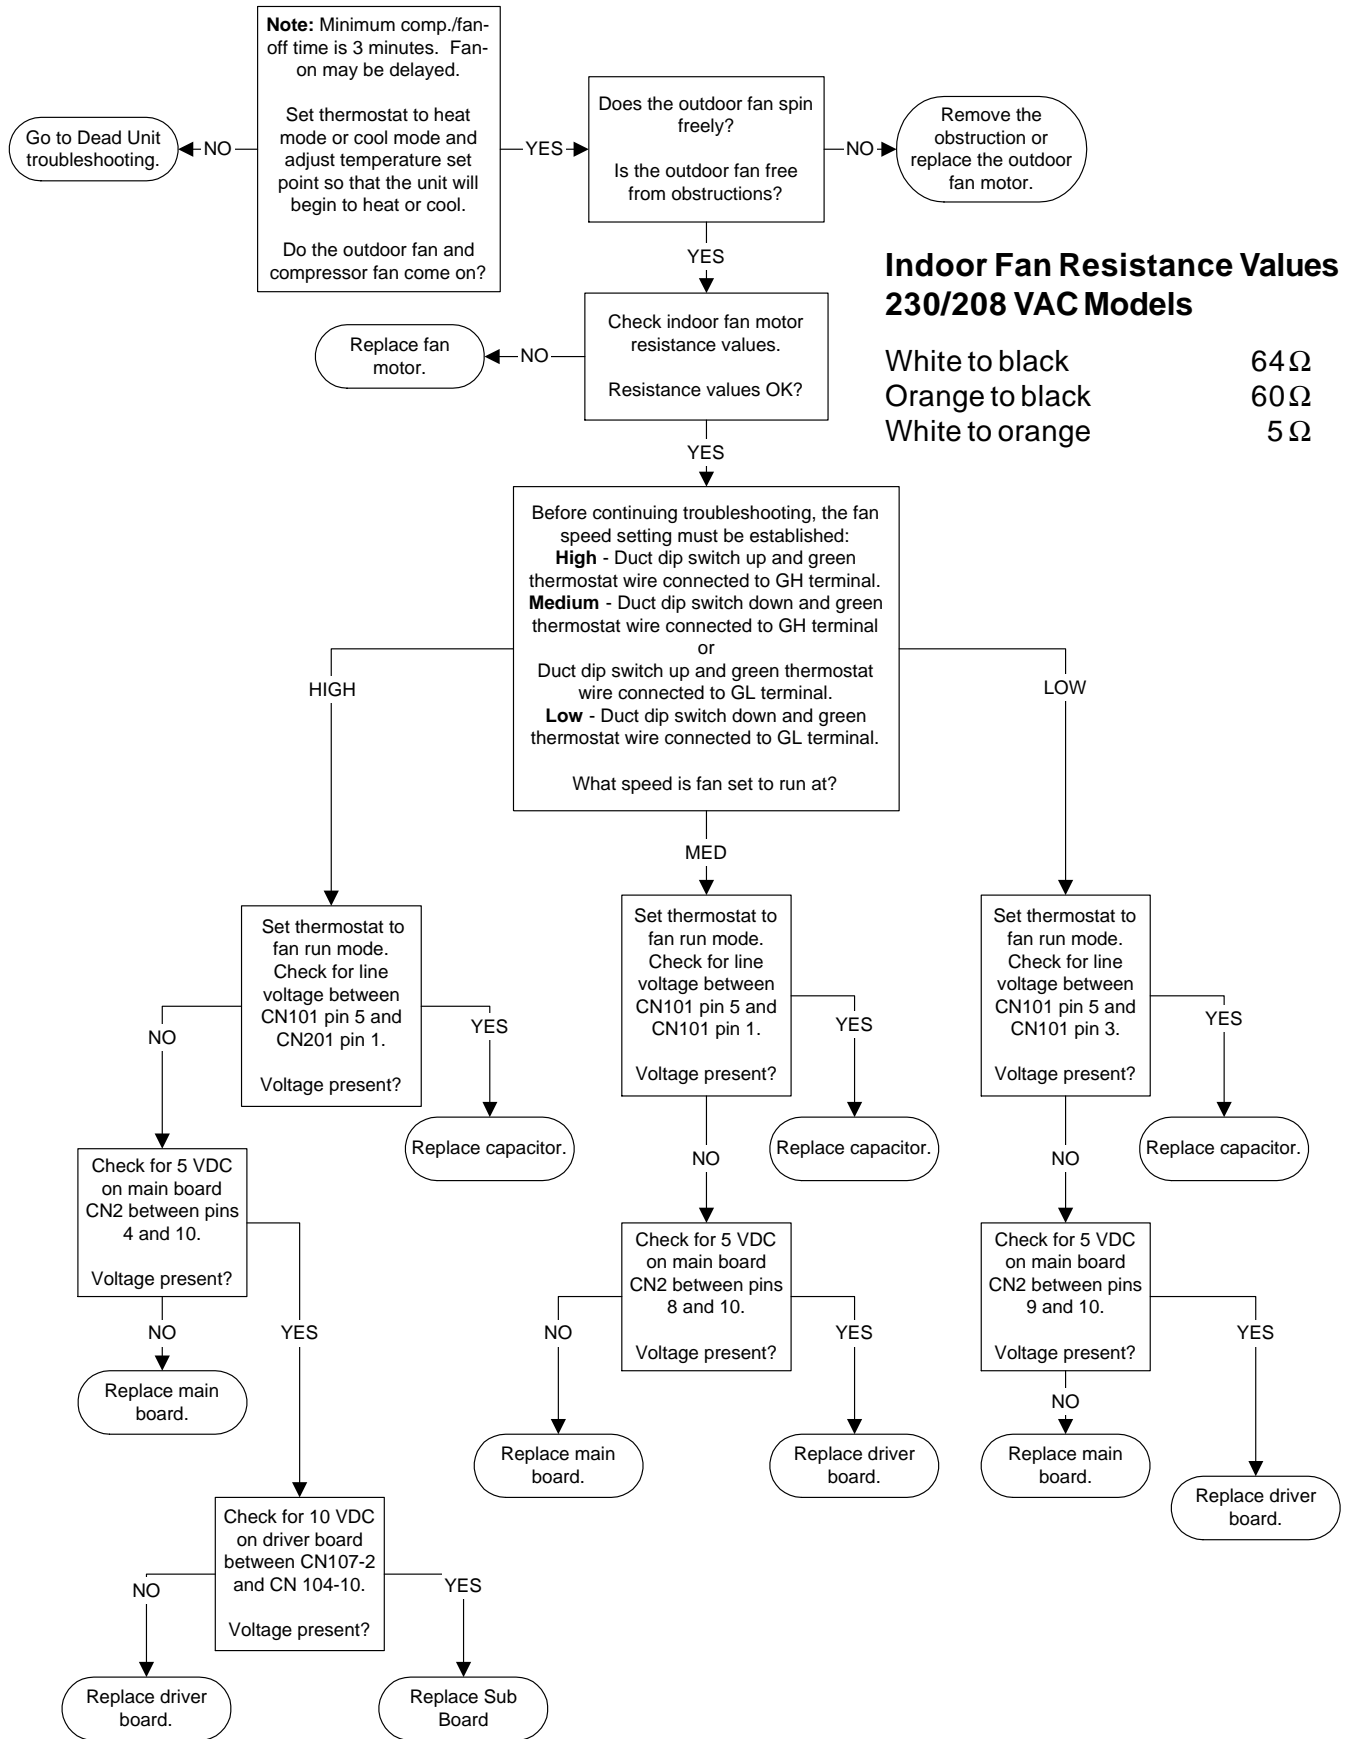 Note: Minimum comp./fan-
off time is 3 minutes. Fan-
on may be delayed.
Set thermostat to heat
mode or cool mode and
adjust temperature set
point so that the unit will
begin to heat or cool.
Do the outdoor fan and
compressor fan come on?
NO
Go to Dead Unit
troubleshooting.
YES
Does the outdoor fan spin
freely?
Is the outdoor fan free
from obstructions?
NO
Remove the
obstruction or
replace the outdoor
fan motor.
YES
Indoor Fan Resistance Values
230/208 VAC Models
White to black 64 Ω
Orange to black 60 Ω
White to orange 5 Ω
Check indoor fan motor
resistance values.
Resistance values OK?
NO
Replace fan
motor.
YES
Before continuing troubleshooting, the fan
speed setting must be established:
High - Duct dip switch up and green
thermostat wire connected to GH terminal.
Medium - Duct dip switch down and green
thermostat wire connected to GH terminal
or
Duct dip switch up and green thermostat
wire connected to GL terminal.
Low - Duct dip switch down and green
thermostat wire connected to GL terminal.
What speed is fan set to run at?
HIGH
Set thermostat to
fan run mode.
Check for line
voltage between
CN101 pin 5 and
CN201 pin 1.
Voltage present?
YES
Replace capacitor.
NO
Check for 5 VDC
on main board
CN2 between pins
4 and 10.
Voltage present?
NO
Replace main
board.
YES
Check for 10 VDC
on driver board
between CN107-2
and CN 104-10.
Voltage present?
NO
Replace driver
board.
YES
Replace Sub
Board
MED
Set thermostat to
fan run mode.
Check for line
voltage between
CN101 pin 5 and
CN101 pin 1.
Voltage present?
YES
Replace capacitor.
NO
Check for 5 VDC
on main board
CN2 between pins
8 and 10.
Voltage present?
NO
Replace main
board.
YES
Replace driver
board.
LOW
Set thermostat to
fan run mode.
Check for line
voltage between
CN101 pin 5 and
CN101 pin 3.
Voltage present?
YES
Replace capacitor.
NO
Check for 5 VDC
on main board
CN2 between pins
9 and 10.
Voltage present?
NO
Replace main
board.
YES
Replace driver
board.